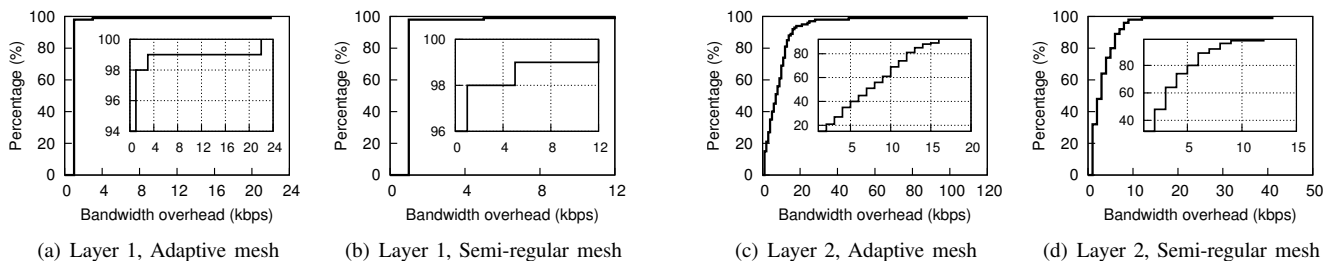 Percentage (%)
100
80
60
40
20
0
0 4 8 12 16 20 24
Bandwidth overhead (kbps)
100
98
96
94
0 4 8 12 16 20 24
(a) Layer 1, Adaptive mesh
Percentage (%)
100
80
60
40
20
0
0 4 8 12
Bandwidth overhead (kbps)
100
98
96
0 4 8 12
(b) Layer 1, Semi-regular mesh
Percentage (%)
100
80
60
40
20
0
0 20 40 60 80 100 120
Bandwidth overhead (kbps)
80
60
40
20
5 10 15 20
(c) Layer 2, Adaptive mesh
Percentage (%)
100
80
60
40
20
0
0 10 20 30 40 50
Bandwidth overhead (kbps)
80
60
40
5 10 15
(d) Layer 2, Semi-regular mesh